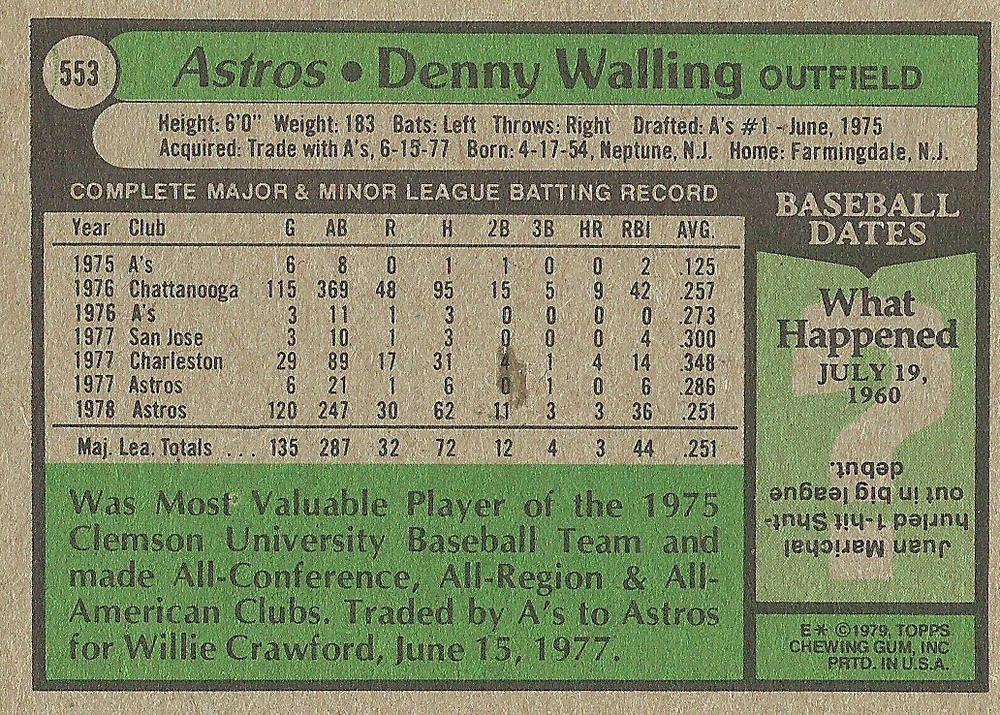 553
Astros • Denny Walling OUTFIELD
Height: 6'0" Weight: 183 Bats: Left Throws: Right Drafted: A's #1 - June, 1975
Acquired: Trade with A's, 6-15-77 Born: 4-17-54, Neptune, N.J. Home: Farmingdale, N.J.
COMPLETE MAJOR & MINOR LEAGUE BATTING RECORD
Year Club G AB R H 2B 3B HR RBI AVG.
1975 A's 6 8 0 1 1 0 0 2 .125
1976 Chattanooga 115 369 48 95 15 5 9 42 .257
1976 A's 3 11 1 3 0 0 0 0 .273
1977 San Jose 3 10 1 3 0 0 0 4 .300
1977 Charleston 29 89 17 31 4 1 4 14 .348
1977 Astros 6 21 1 6 0 1 0 6 .286
1978 Astros 120 247 30 62 11 3 3 36 .251
Maj. Lea. Totals ... 135 287 32 72 12 4 3 44 .251
Was Most Valuable Player of the 1975
Clemson University Baseball Team and
made All-Conference, All-Region & All-
American Clubs. Traded by A's to Astros
for Willie Crawford, June 15, 1977.
BASEBALL
DATES
What
Happened
JULY 19,
1960
Juan Marichal
hurled 1-hit Shut-
out in big league
debut.
E* ©1979 TOPPS
CHEWING GUM, INC
PRTD. IN U.S.A.